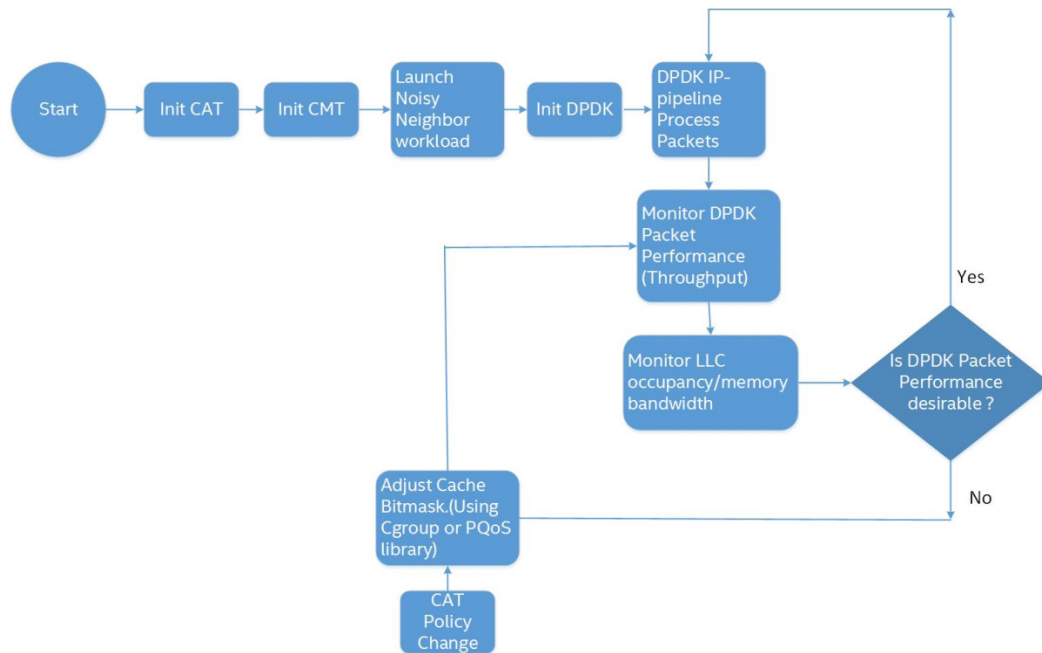 Start
Init CAT
Init CMT
Launch
Noisy
Neighbor
workload
Init DPDK
DPDK IP-
pipeline
Process
Packets
Monitor DPDK
Packet
Performance
(Throughput)
Yes
Monitor LLC
occupancy/memory
bandwidth
Is DPDK Packet
Performance
desirable ?
No
Adjust Cache
Bitmask.(Using
Cgroup or PQoS
library)
CAT
Policy
Change